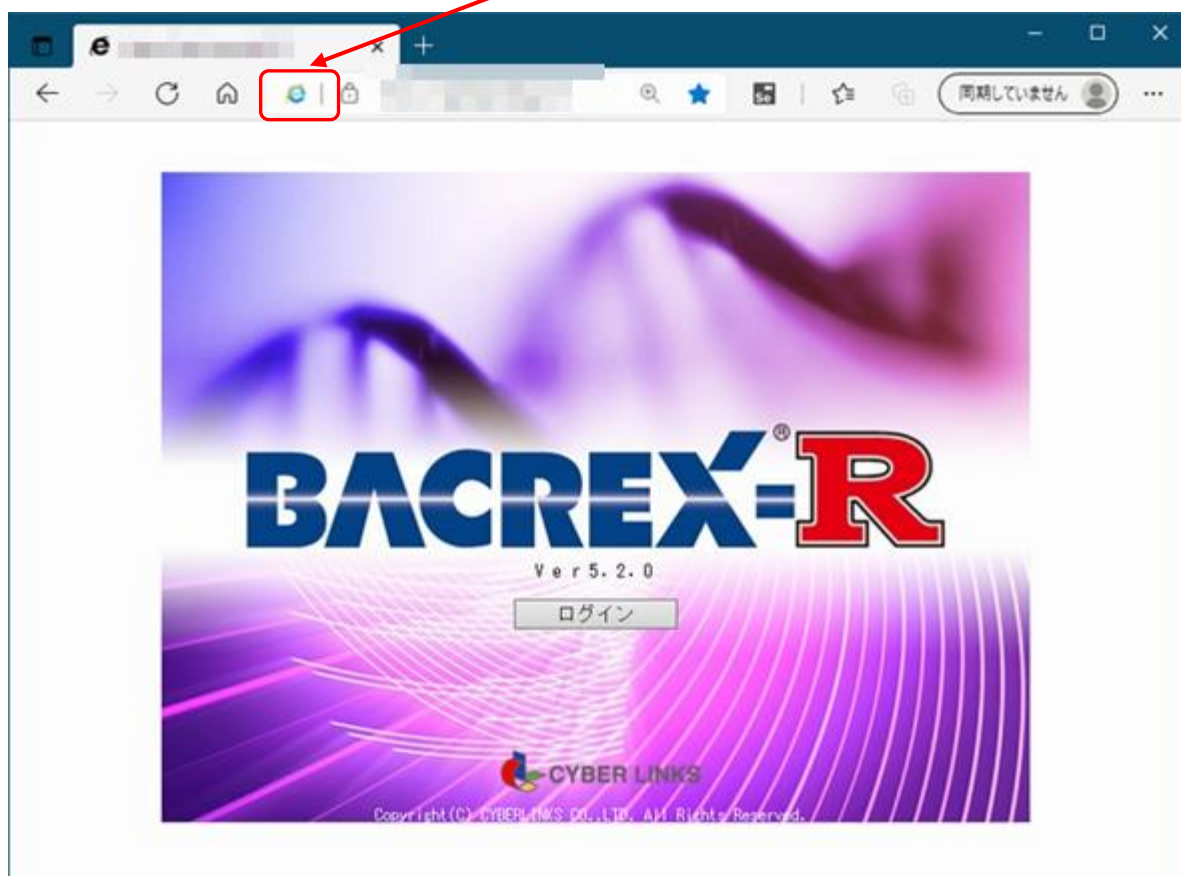 同期していません
BACREX-R®
Ver5.2.0
ログイン
CYBER LINKS
Copyright(C) CYBERLINKS CO.,LTD. All Rights Reserved.